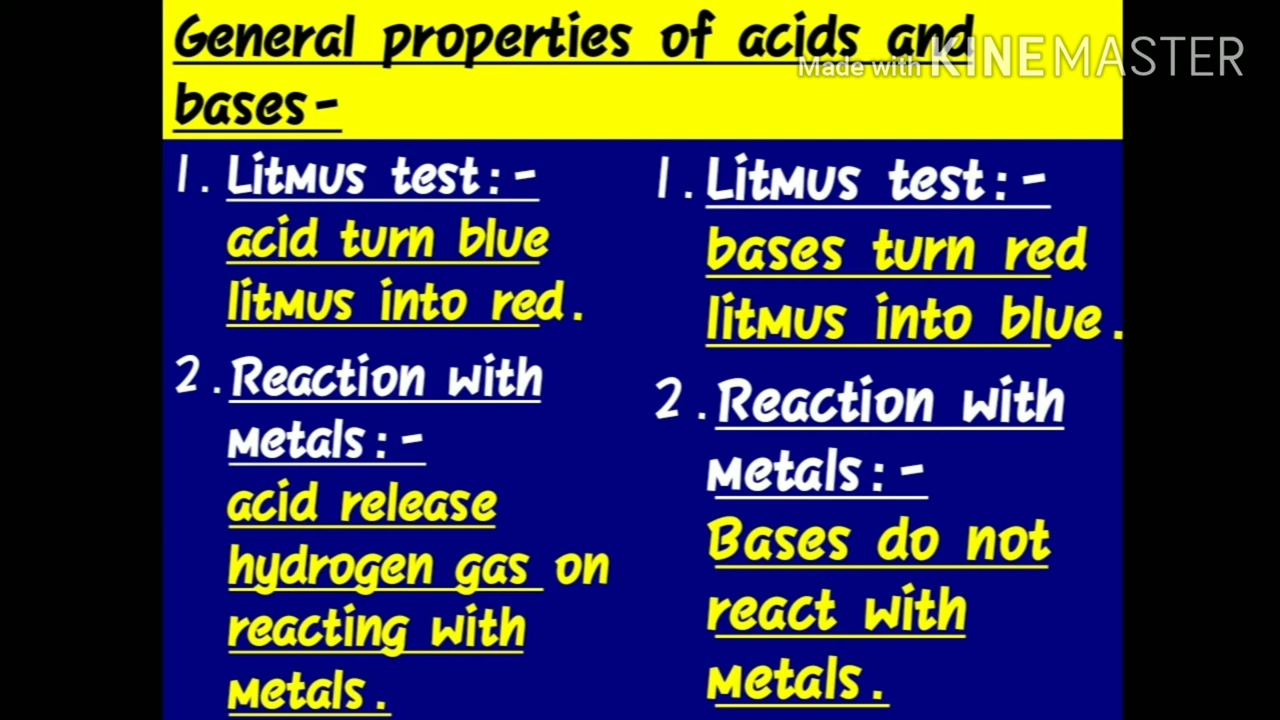 General properties of acids and
bases-
Made with KINEMASTER
1. Litmus test:-
acid turn blue
litmus into red.
2. Reaction with
metals:-
acid release
hydrogen gas on
reacting with
metals.
1. Litmus test:-
bases turn red
litmus into blue.
2. Reaction with
metals:-
Bases do not
react with
metals.